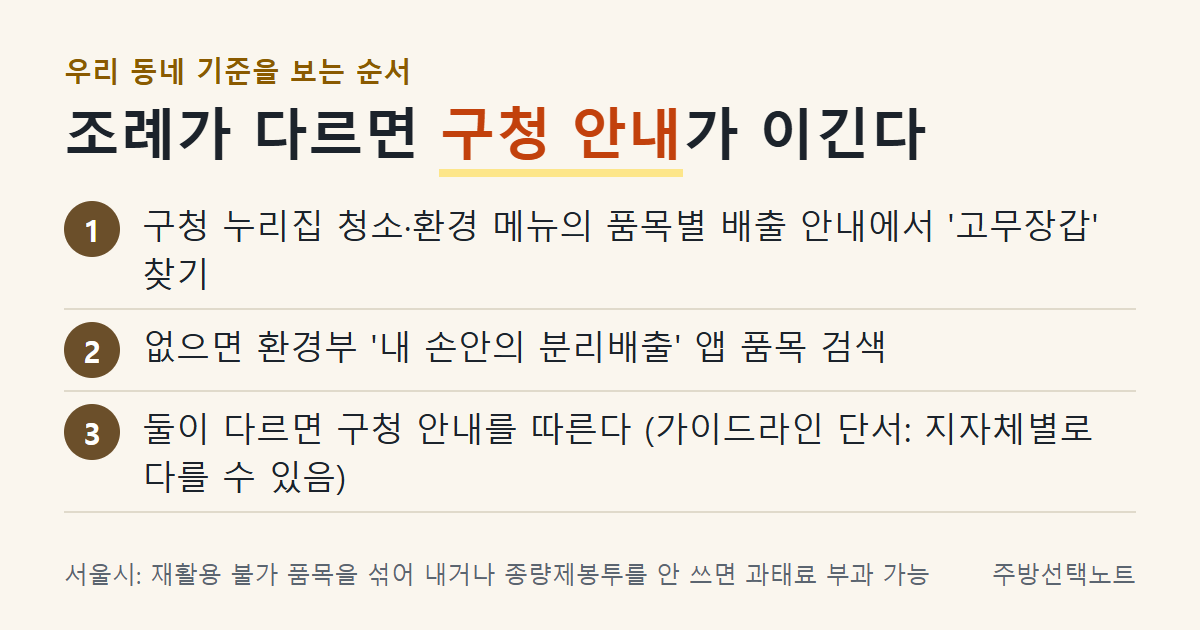 우리 동네 기준을 보는 순서
조례가 다르면 구청 안내가 이긴다
1 구청 누리집 청소·환경 메뉴의 품목별 배출 안내에서 '고무장갑'
찾기
2 없으면 환경부 '내 손안의 분리배출' 앱 품목 검색
3 둘이 다르면 구청 안내를 따른다 (가이드라인 단서: 지자체별로
다를 수 있음)
서울시: 재활용 불가 품목을 섞어 내거나 종량제봉투를 안 쓰면 과태료 부과 가능
주방선택노트